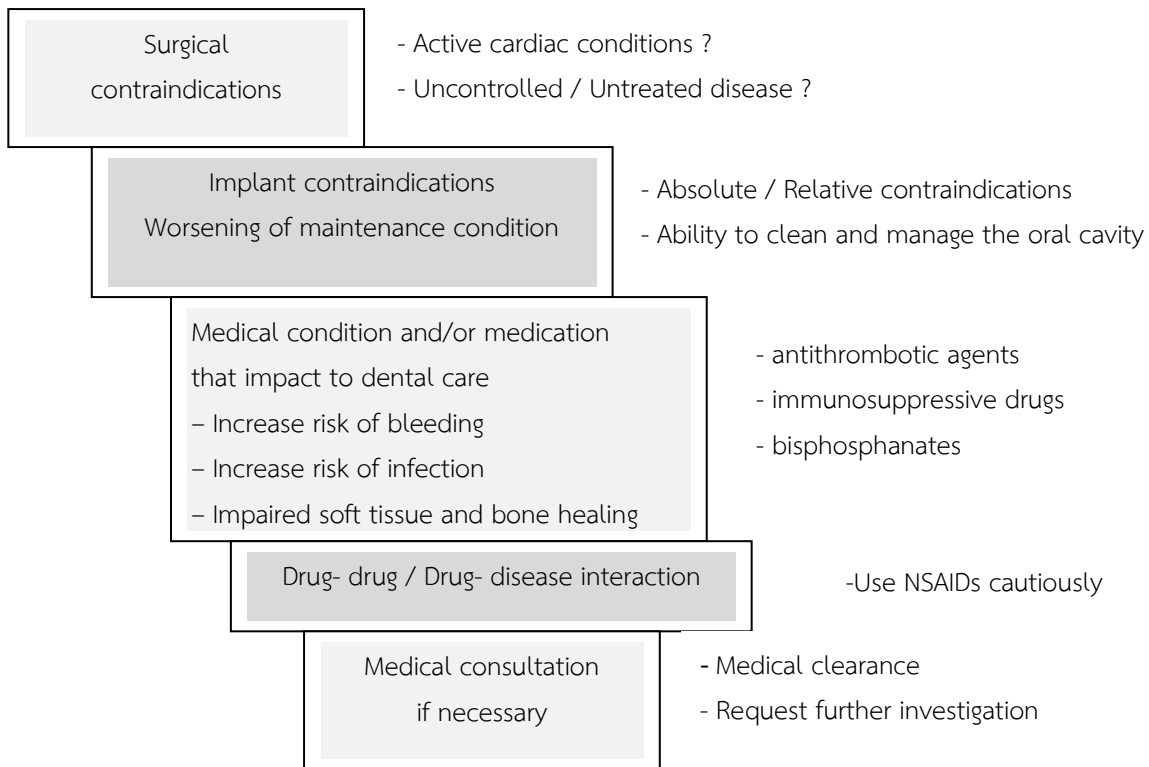 Surgical
contraindications
- Active cardiac conditions ?
- Uncontrolled / Untreated disease ?
Implant contraindications
Worsening of maintenance condition
- Absolute / Relative contraindications
- Ability to clean and manage the oral cavity
Medical condition and/or medication
that impact to dental care
– Increase risk of bleeding
– Increase risk of infection
– Impaired soft tissue and bone healing
- antithrombotic agents
- immunosuppressive drugs
- bisphosphanates
Drug- drug / Drug- disease interaction
-Use NSAIDs cautiously
Medical consultation
if necessary
- Medical clearance
- Request further investigation